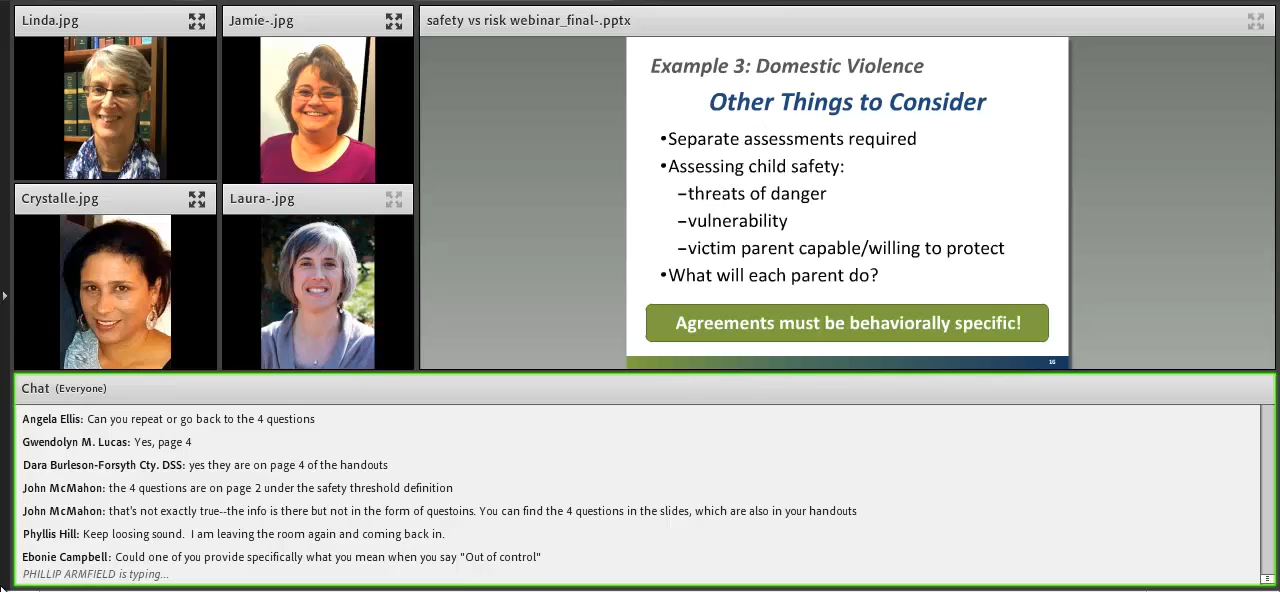 Linda.jpg
Jamie-.jpg
safety vs risk webinar_final-.pptx
Crystalle.jpg
Laura-.jpg
Example 3: Domestic Violence
Other Things to Consider
•Separate assessments required
•Assessing child safety:
–threats of danger
–vulnerability
–victim parent capable/willing to protect
•What will each parent do?
Agreements must be behaviorally specific!
16
Chat (Everyone)
Angela Ellis: Can you repeat or go back to the 4 questions
Gwendolyn M. Lucas: Yes, page 4
Dara Burleson-Forsyth Cty. DSS: yes they are on page 4 of the handouts
John McMahon: the 4 questions are on page 2 under the safety threshold definition
John McMahon: that's not exactly true--the info is there but not in the form of questoins. You can find the 4 questions in the slides, which are also in your handouts
Phyllis Hill: Keep loosing sound.  I am leaving the room again and coming back in.
Ebonie Campbell: Could one of you provide specifically what you mean when you say "Out of control"
PHILLIP ARMFIELD is typing...